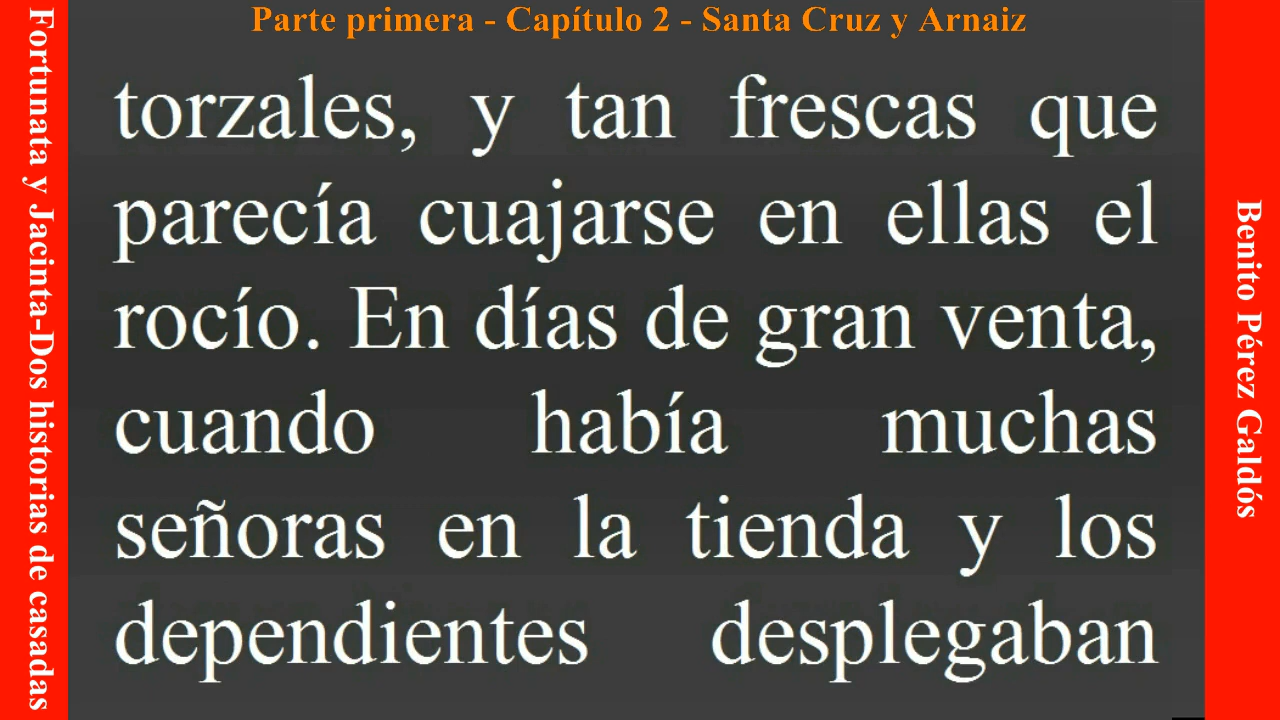 Parte primera - Capítulo 2 - Santa Cruz y Arnaiz
Fortunata y Jacinta-Dos historias de casadas
torzales, y tan frescas que
parecía cuajarse en ellas el
rocío. En días de gran venta,
cuando había muchas
señoras en la tienda y los
dependientes desplegaban
Benito Pérez Galdós